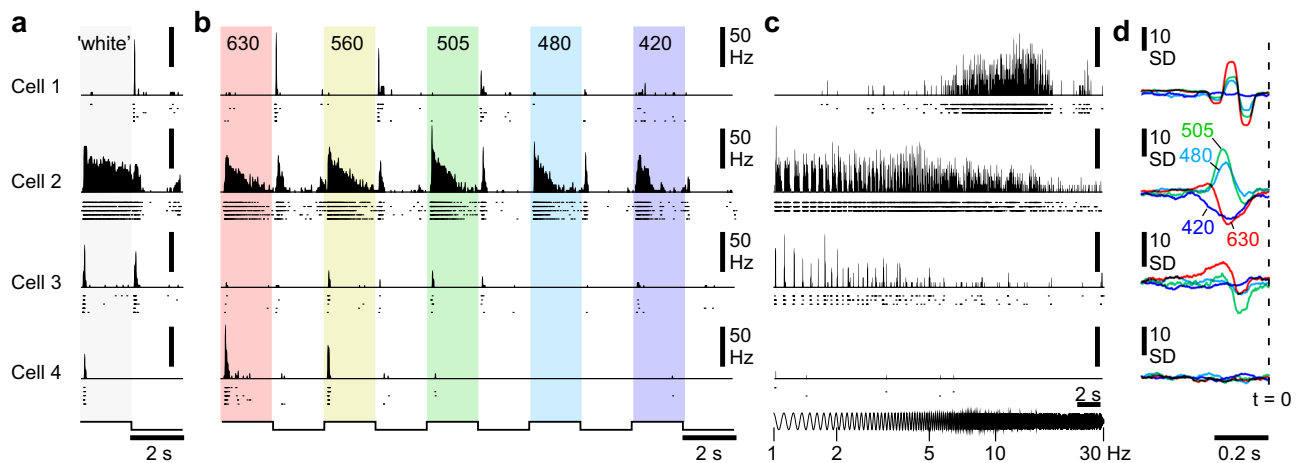 a b c d
'white' 630 560 505 480 420 50 Hz 10 SD
Cell 1
50 Hz 10 SD 505 480 420 630
Cell 2
50 Hz 10 SD
Cell 3
50 Hz 10 SD
Cell 4
2 s t = 0
2 s 2 s 1 2 5 10 30 Hz 0.2 s